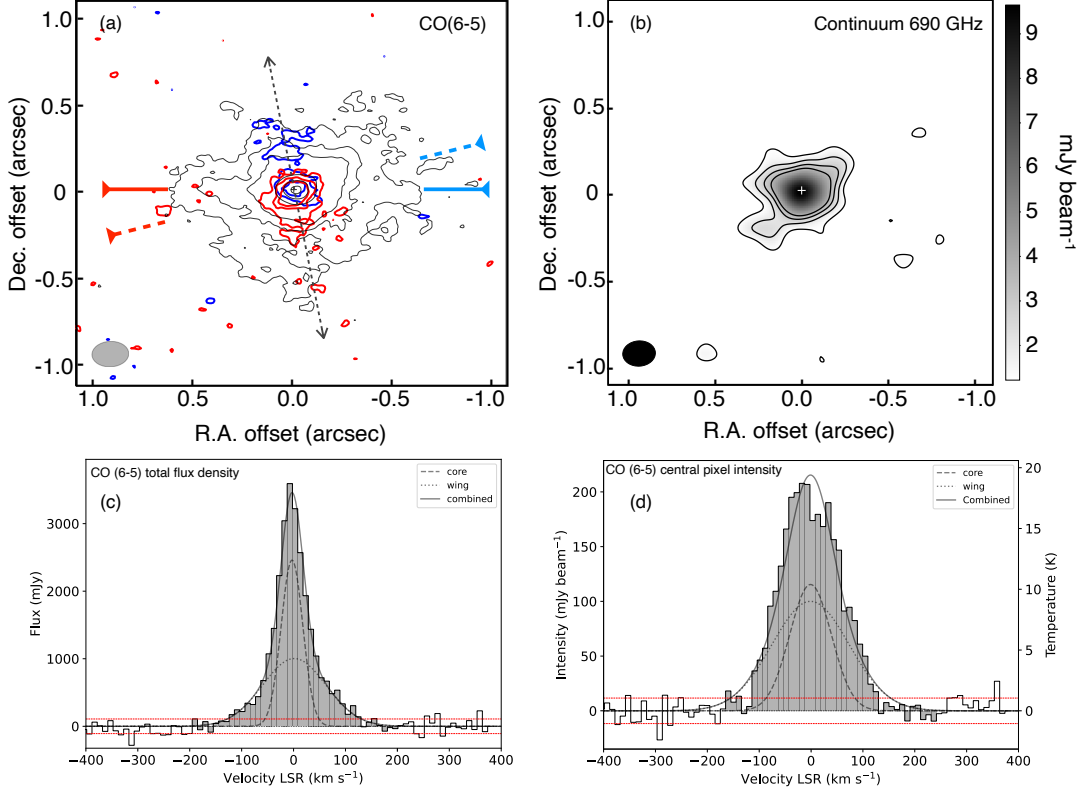 (a) CO(6-5)
1.0
0.5
0
-0.5
-1.0
Dec. offset (arcsec)
1.0 0.5 0.0 -0.5 -1.0
R.A. offset (arcsec)
(b) Continuum 690 GHz
1.0
0.5
0
-0.5
-1.0
Dec. offset (arcsec)
1.0 0.5 0.0 -0.5 -1.0
R.A. offset (arcsec)
9
8
7
6
5
4
3
2
mJy beam-1
CO (6-5) total flux density
(c)
core
wing
combined
3000
2000
1000
0
Flux (mJy)
−400 −300 −200 −100 0 100 200 300 400
Velocity LSR (km s−1)
CO (6-5) central pixel intensity
(d)
core
wing
Combined
200
150
100
50
0
−50
Intensity (mJy beam−1)
20
15
10
5
0
Temperature (K)
−400 −300 −200 −100 0 100 200 300 400
Velocity LSR (km s−1)